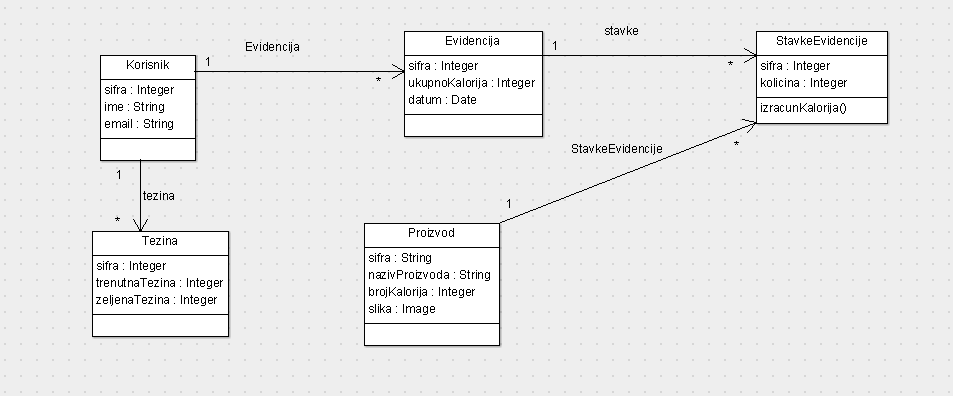 Korisnik
sifra : Integer
ime : String
email : String
Evidencija
1
*
Evidencija
sifra : Integer
ukupnoKalorija : Integer
datum : Date
stavke
1
*
StavkeEvidencije
sifra : Integer
kolicina : Integer
izracunKalorija()
1
tezina
*
Tezina
sifra : Integer
trenutnaTezina : Integer
zeljenaTezina : Integer
StavkeEvidencije
1
*
Proizvod
sifra : String
nazivProizvoda : String
brojKalorija : Integer
slika : Image